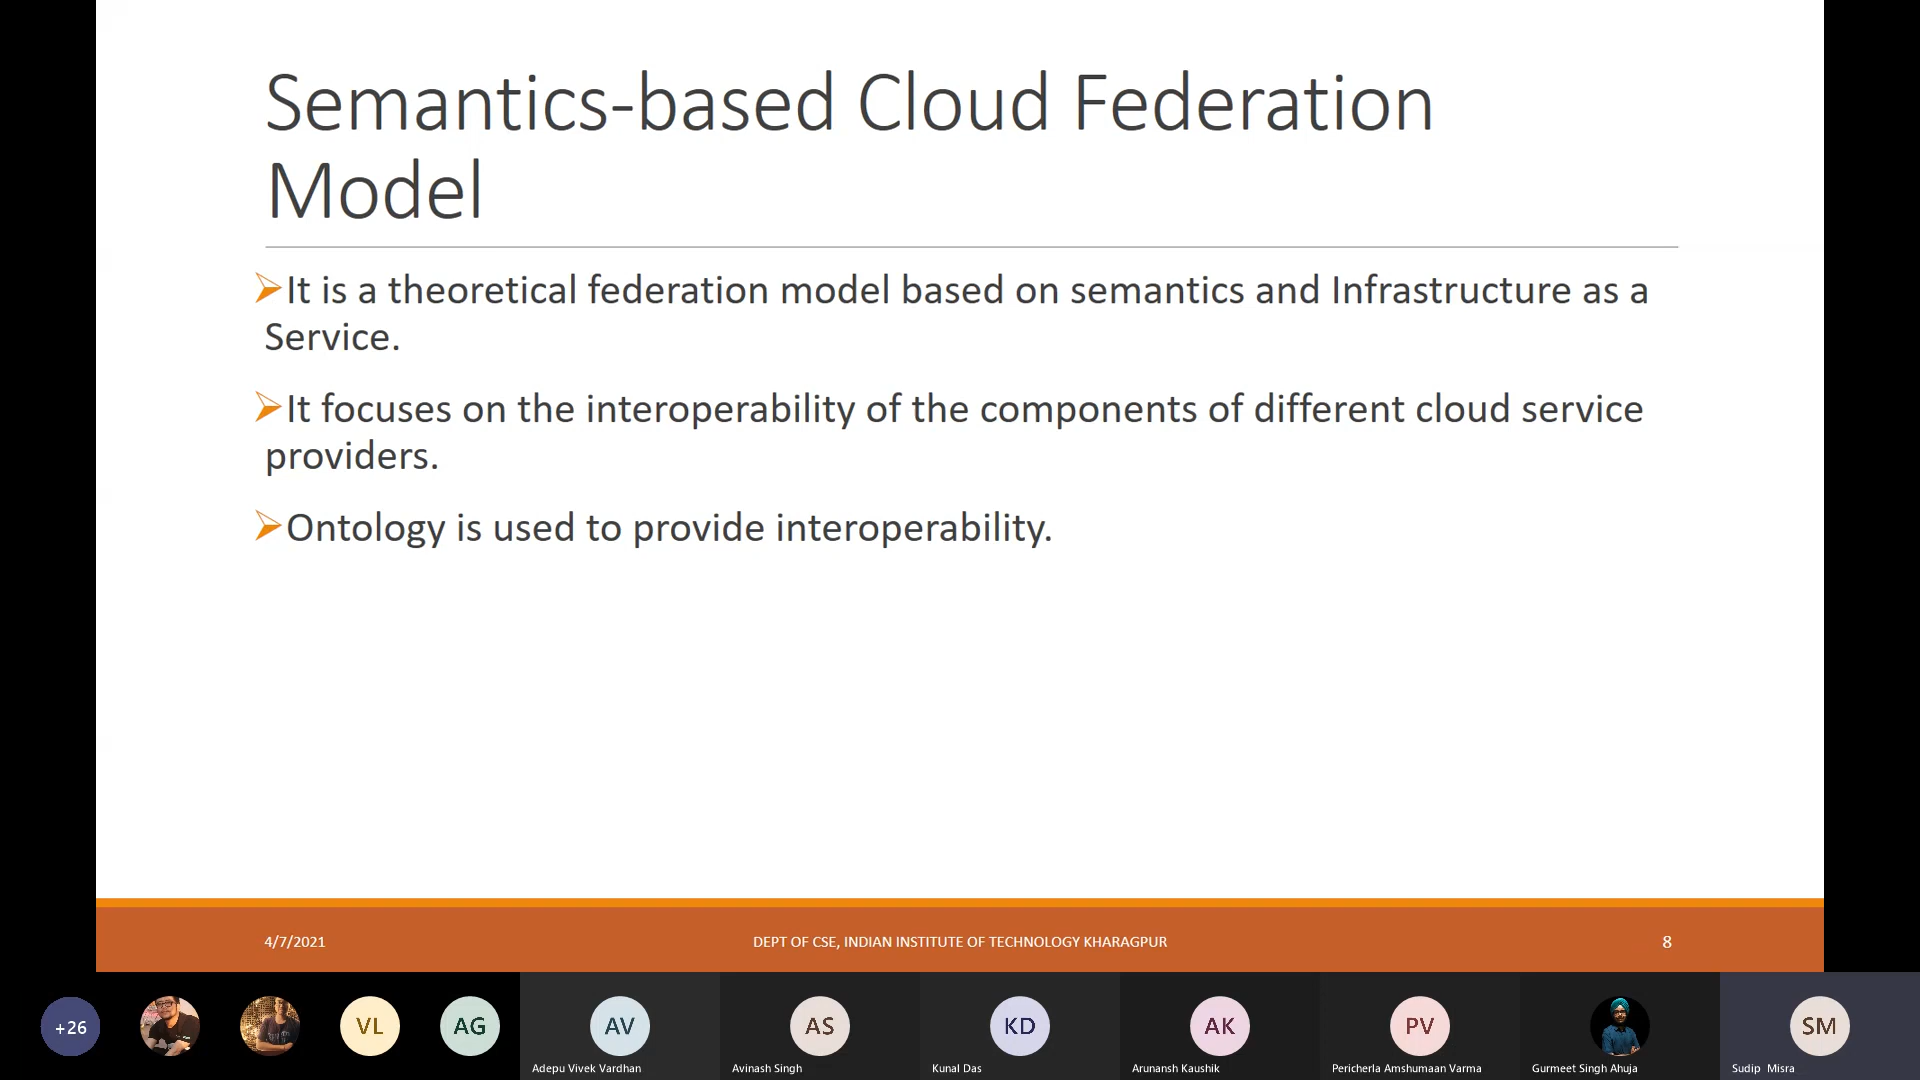 Semantics-based Cloud Federation
Model
It is a theoretical federation model based on semantics and Infrastructure as a
Service.
It focuses on the interoperability of the components of different cloud service
providers.
Ontology is used to provide interoperability.
4/7/2021 DEPT OF CSE, INDIAN INSTITUTE OF TECHNOLOGY KHARAGPUR 8
+26 VL AG AV AS KD AK PV SM
Adepu Vivek Vardhan Avinash Singh Kunal Das Arunansh Kaushik Pericherla Amshumaan Varma Gurmeet Singh Ahuja Sudip Misra